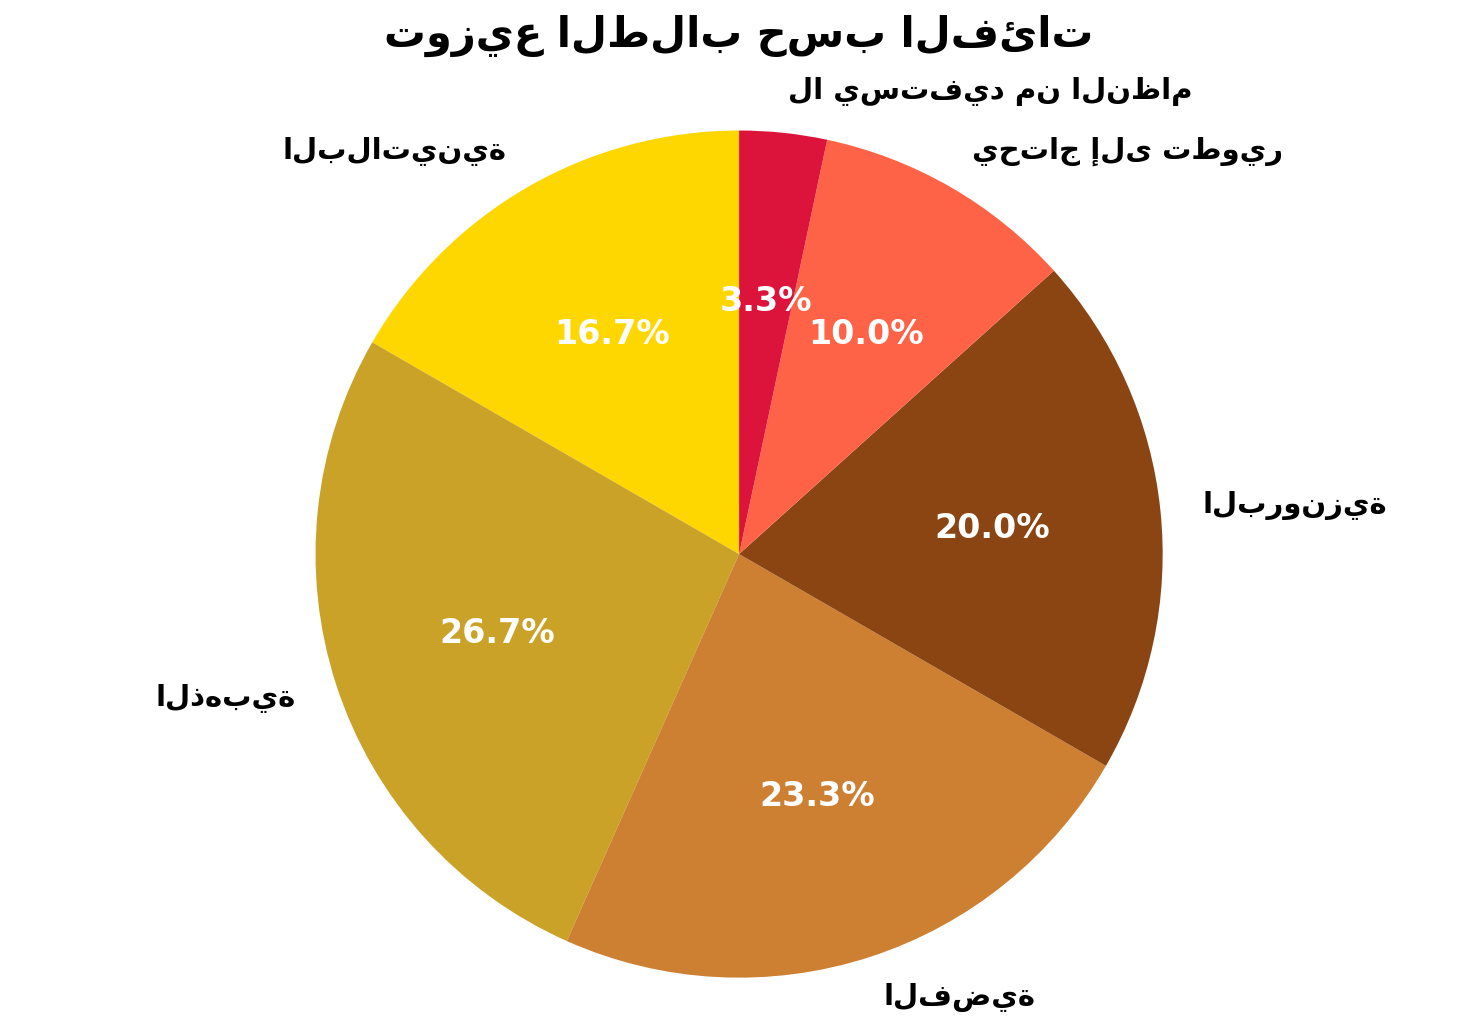 توزيع الطلاب حسب الفئات
لا يستفيد من النظام
يحتاج إلى تطوير
البلاتينية
3.3%
10.0%
16.7%
البرونزية
20.0%
26.7%
الذهبية
23.3%
الفضية